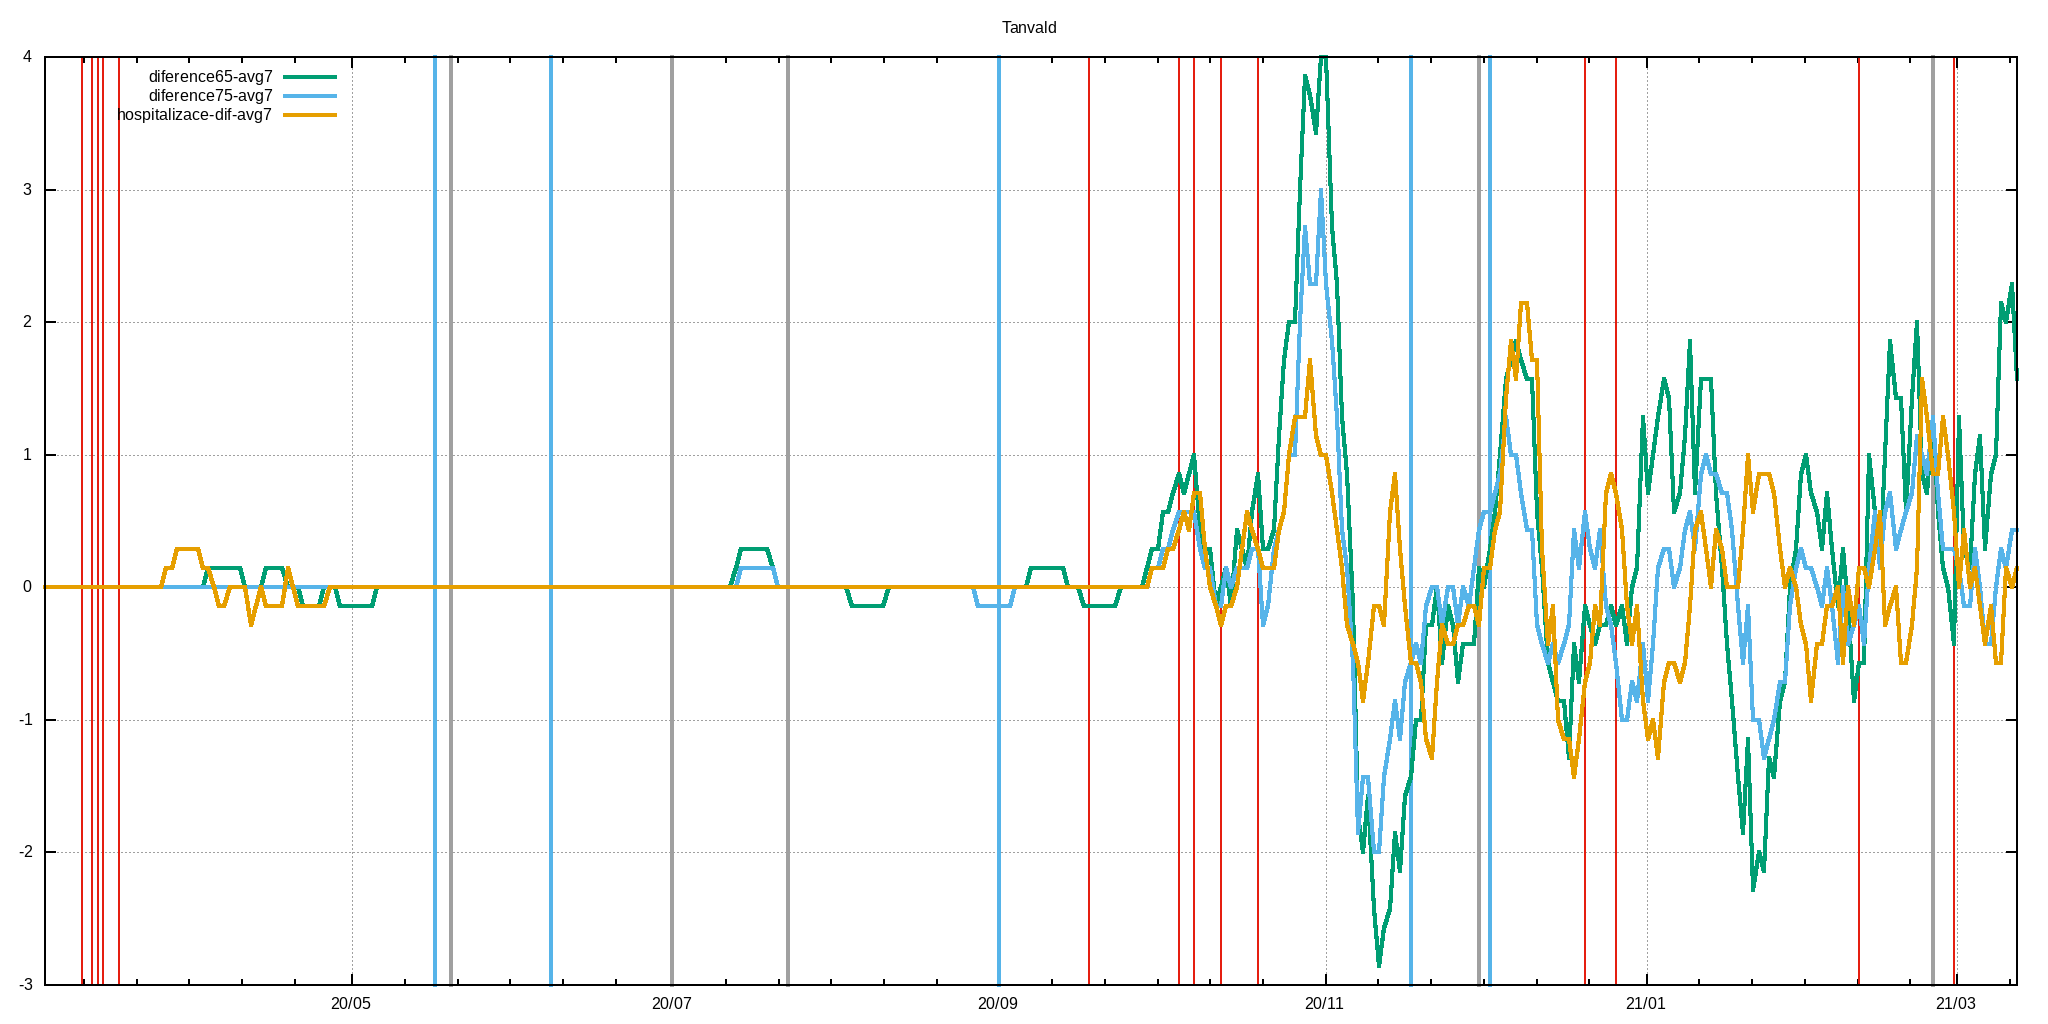 Tanvald
4
diference65-avg7
diference75-avg7
hospitalizace-dif-avg7
3
2
1
0
-1
-2
-3
20/05 20/07 20/09 20/11 21/01 21/03